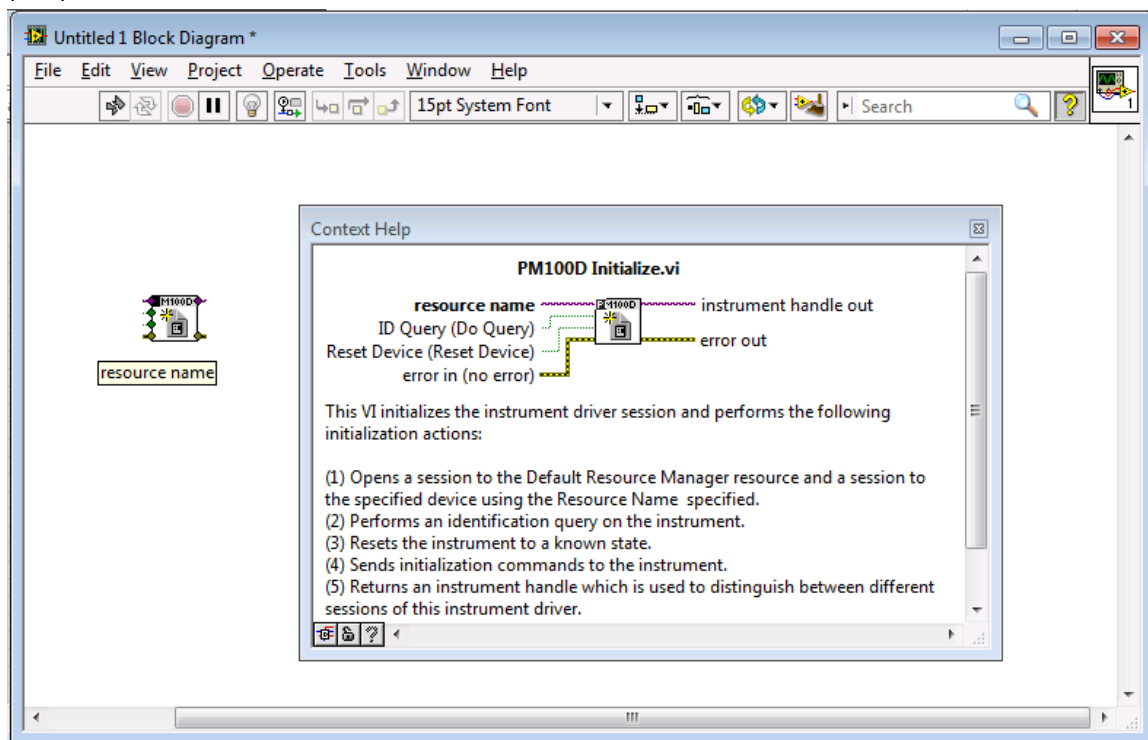 Untitled 1 Block Diagram *
File Edit View Project Operate Tools Window Help
15pt System Font Search
1
Context Help
PM100D Initialize.vi
resource name PM100D instrument handle out
ID Query (Do Query)
error out
Reset Device (Reset Device)
error in (no error)
M100D
resource name
This VI initializes the instrument driver session and performs the following
initialization actions:
(1) Opens a session to the Default Resource Manager resource and a session to
the specified device using the Resource Name  specified.
(2) Performs an identification query on the instrument.
(3) Resets the instrument to a known state.
(4) Sends initialization commands to the instrument.
(5) Returns an instrument handle which is used to distinguish between different
sessions of this instrument driver.